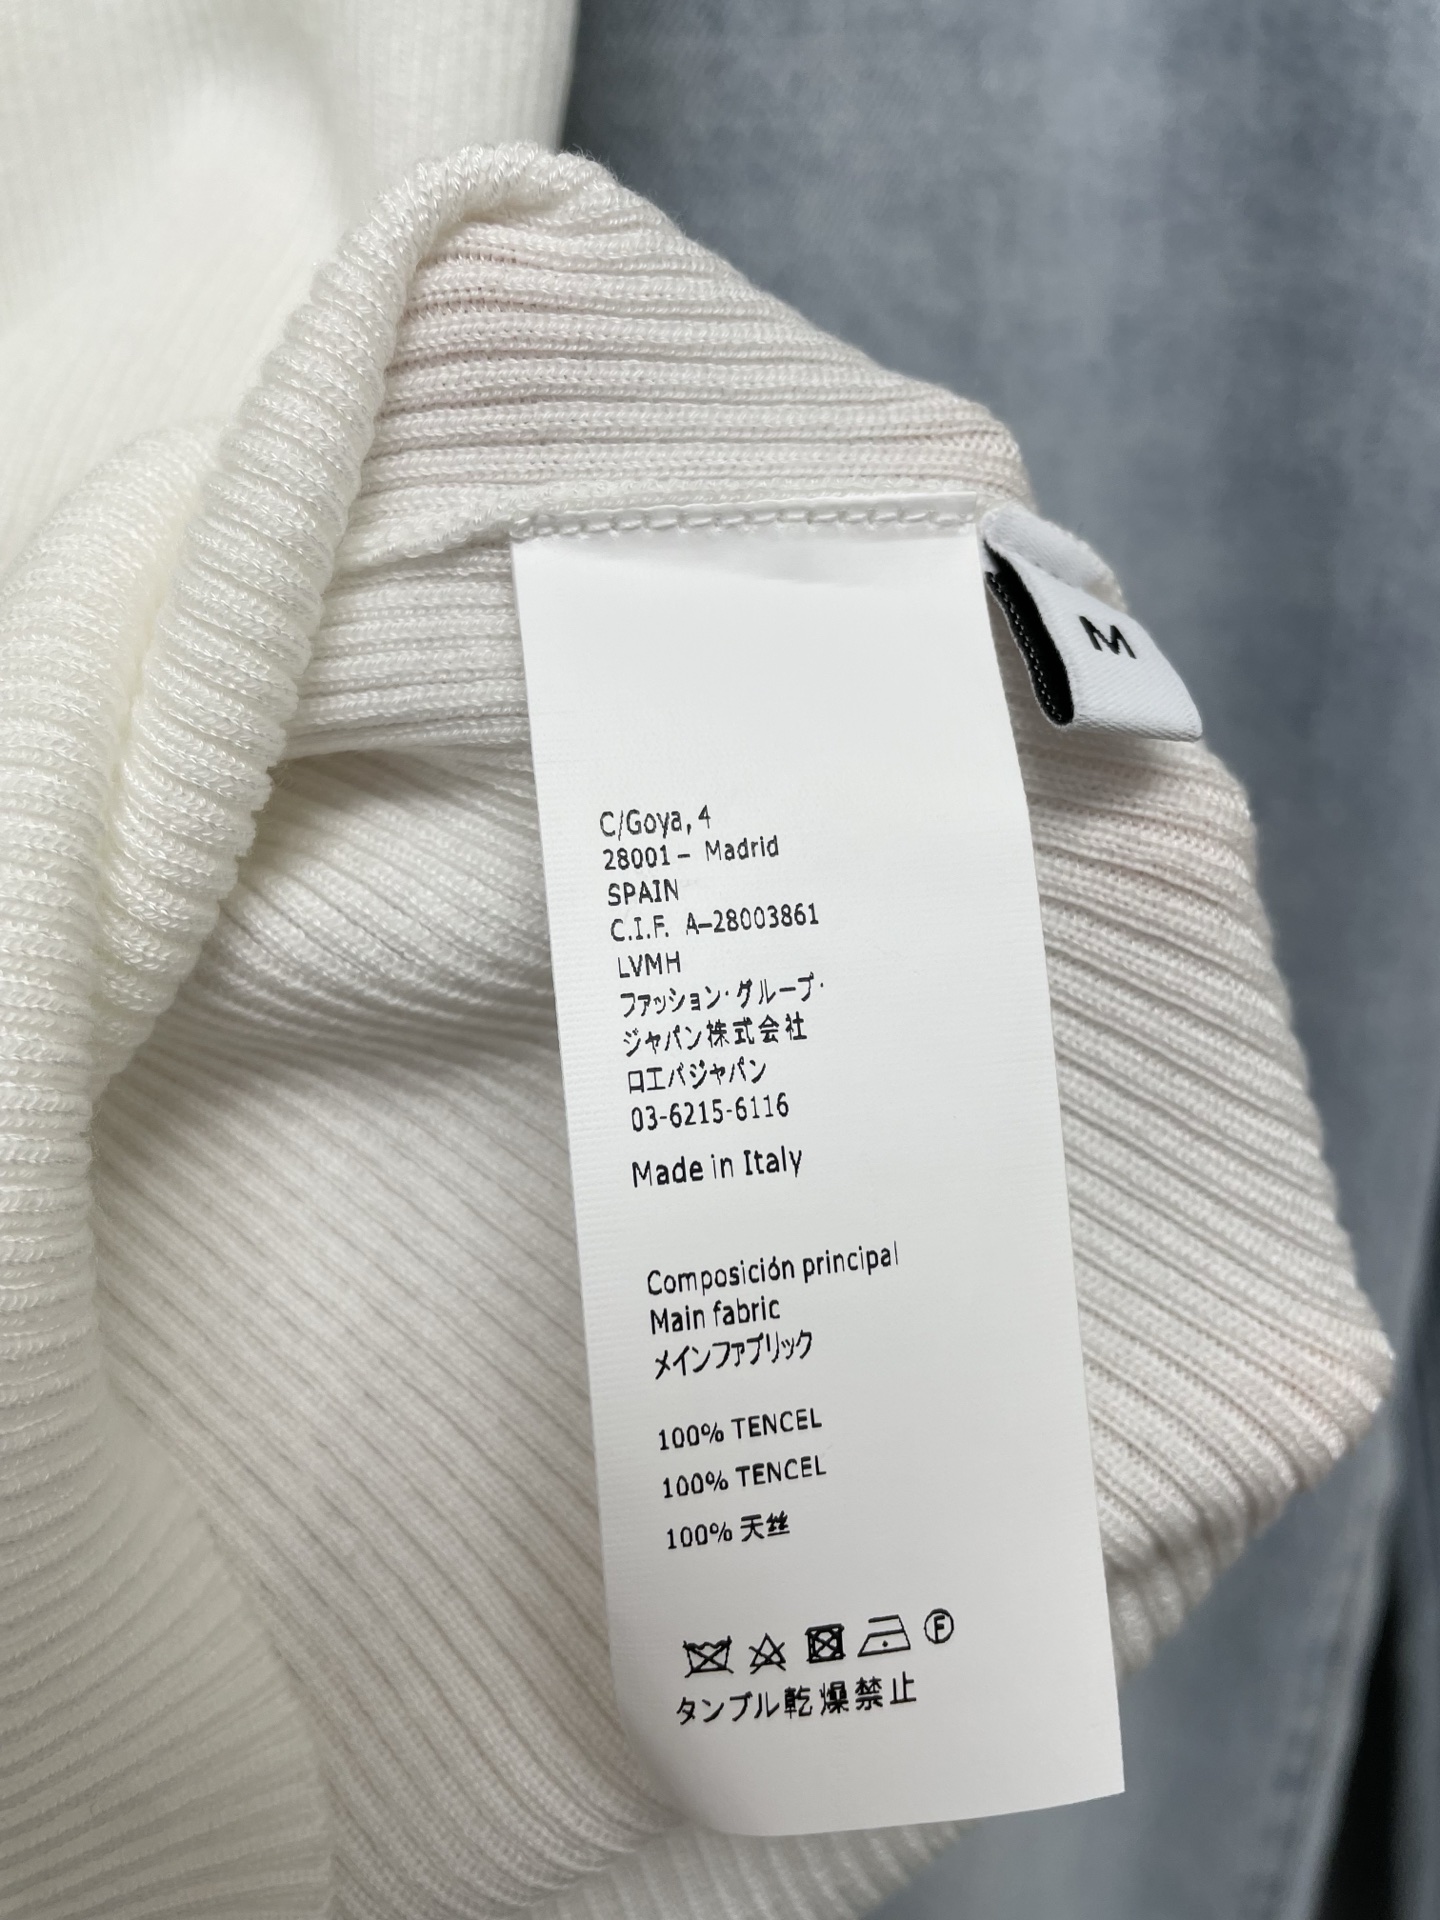 M
C/Goya, 4
28001 – Madrid
SPAIN
C.I.F. A–28003861
LVMH
ファッション・グループ・
ジャパン株式会社
ロエベジャパン
03-6215-6116
Made in Italy
Composición principal
Main fabric
メインファブリック
100% TENCEL
100% TENCEL
100% 天丝
F
タンブル乾燥禁止